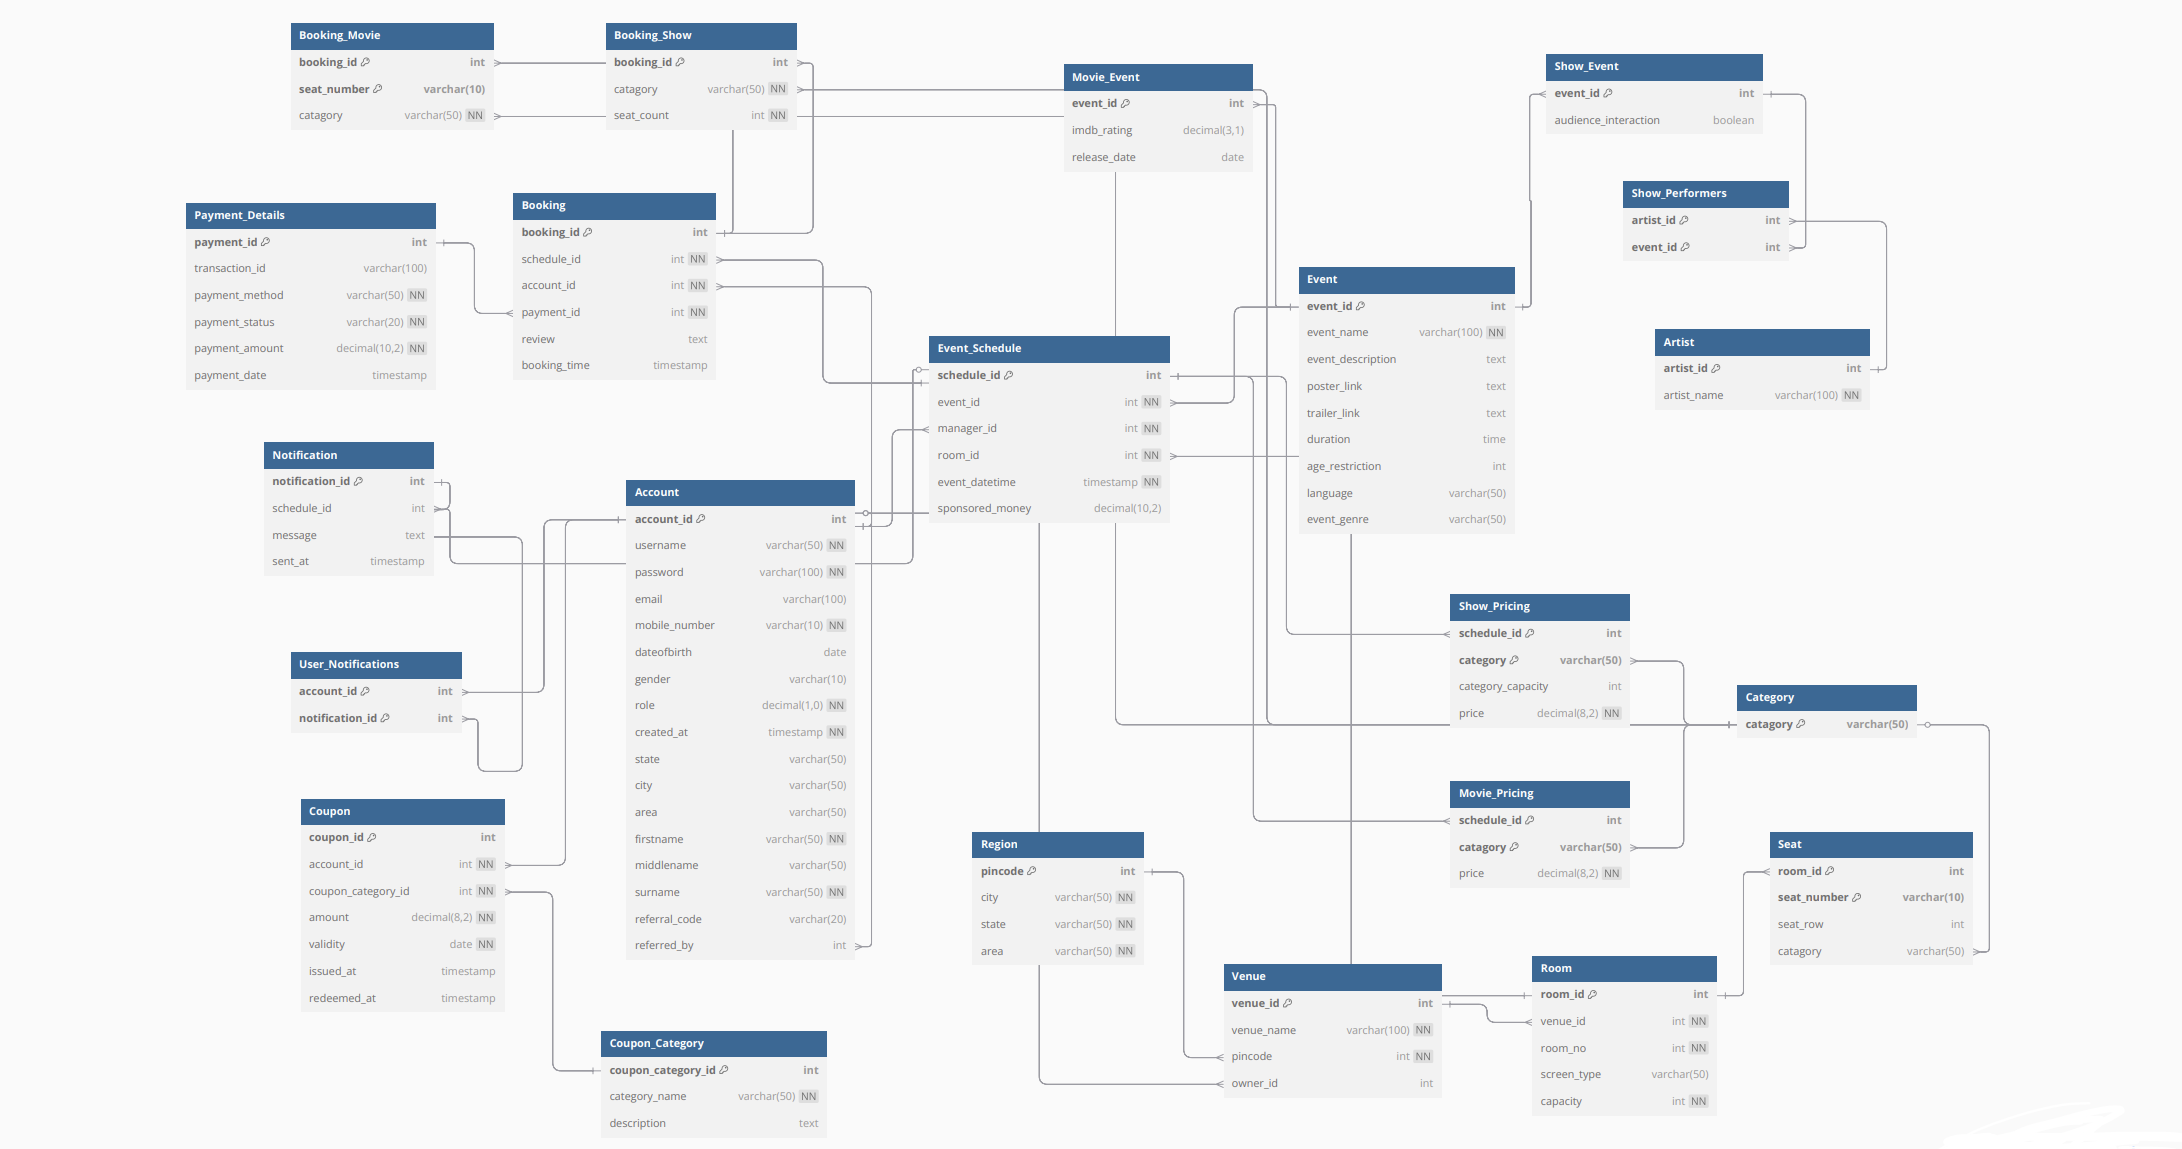 Booking_Movie
booking_id int
seat_number varchar(10)
catagory varchar(50) NN
Booking_Show
booking_id int
catagory varchar(50) NN
seat_count int NN
Movie_Event
event_id int
imdb_rating decimal(3,1)
release_date date
Show_Event
event_id int
audience_interaction boolean
Show_Performers
artist_id int
event_id int
Payment_Details
payment_id int
transaction_id varchar(100)
payment_method varchar(50) NN
payment_status varchar(20) NN
payment_amount decimal(10,2) NN
payment_date timestamp
Booking
booking_id int
schedule_id int NN
account_id int NN
payment_id int NN
review text
booking_time timestamp
Event
event_id int
event_name varchar(100) NN
event_description text
poster_link text
trailer_link text
duration time
age_restriction int
language varchar(50)
event_genre varchar(50)
Artist
artist_id int
artist_name varchar(100) NN
Event_Schedule
schedule_id int
event_id int NN
manager_id int NN
room_id int NN
event_datetime timestamp NN
sponsored_money decimal(10,2)
Notification
notification_id int
schedule_id int
message text
sent_at timestamp
Account
account_id int
username varchar(50) NN
password varchar(100) NN
email varchar(100)
mobile_number varchar(10) NN
dateofbirth date
gender varchar(10)
role decimal(1,0) NN
created_at timestamp NN
state varchar(50)
city varchar(50)
area varchar(50)
firstname varchar(50) NN
middlename varchar(50)
surname varchar(50) NN
referral_code varchar(20)
referred_by int
User_Notifications
account_id int
notification_id int
Show_Pricing
schedule_id int
category varchar(50)
category_capacity int
price decimal(8,2) NN
Category
catagory varchar(50)
Movie_Pricing
schedule_id int
catagory varchar(50)
price decimal(8,2) NN
Coupon
coupon_id int
account_id int NN
coupon_category_id int NN
amount decimal(8,2) NN
validity date NN
issued_at timestamp
redeemed_at timestamp
Region
pincode int
city varchar(50) NN
state varchar(50) NN
area varchar(50) NN
Seat
room_id int
seat_number varchar(10)
seat_row int
catagory varchar(50)
Venue
venue_id int
venue_name varchar(100) NN
pincode int NN
owner_id int
Room
room_id int
venue_id int NN
room_no int NN
screen_type varchar(50)
capacity int NN
Coupon_Category
coupon_category_id int
category_name varchar(50) NN
description text